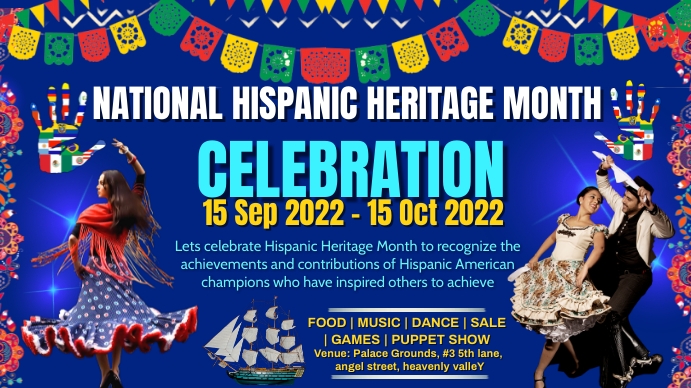 NATIONAL HISPANIC HERITAGE MONTH
CELEBRATION
15 Sep 2022 - 15 Oct 2022
Lets celebrate Hispanic Heritage Month to recognize the
achievements and contributions of Hispanic American
champions who have inspired others to achieve
FOOD | MUSIC | DANCE | SALE
| GAMES | PUPPET SHOW
Venue: Palace Grounds, #3 5th lane,
angel street, heavenly valleY